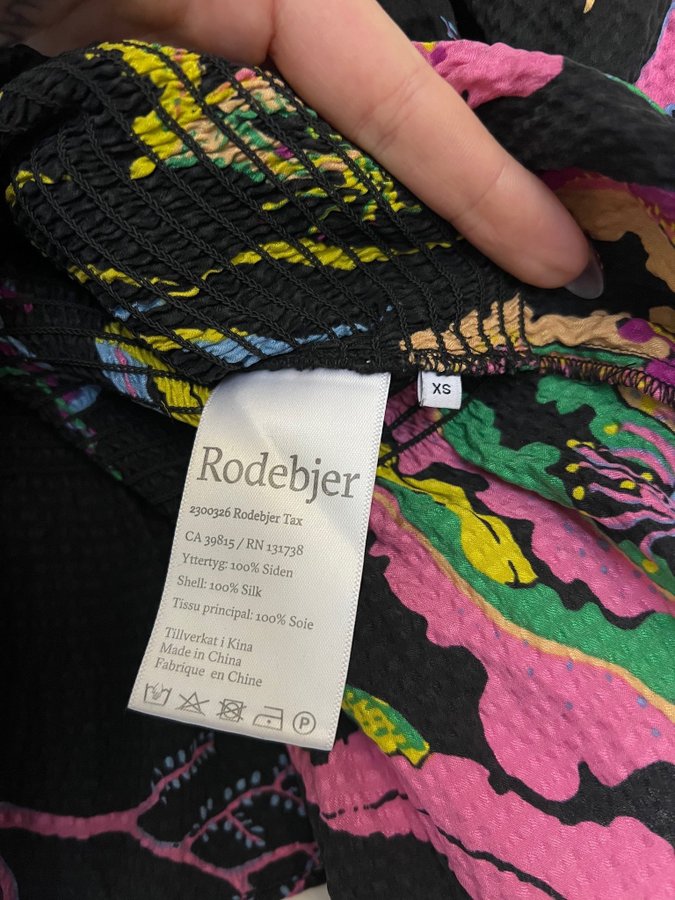 XS
Rodebjer
2300326 Rodebjer Tax
CA 39815 / RN 131738
Yttertyg: 100% Siden
Shell: 100% Silk
Tissu principal: 100% Soie
Tillverkat i Kina
Made in China
Fabrique en Chine
P